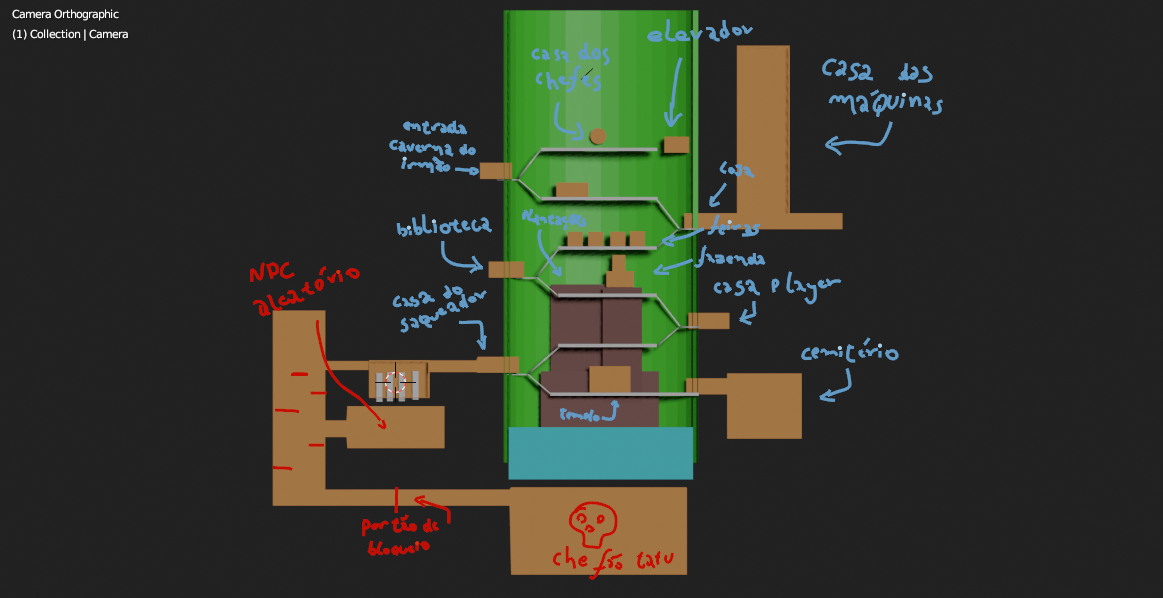 Camera Orthographic
(1) Collection | Camera
elevador
casa dos
chefes
casa das
máquinas
entrada
caverna do
irmão
casa
biblioteca
plantação
feiras
fazenda
NPC
aleatório
casa do
saqueador
casa player
cemitério
templo
portão de
bloqueio
chefão tatu